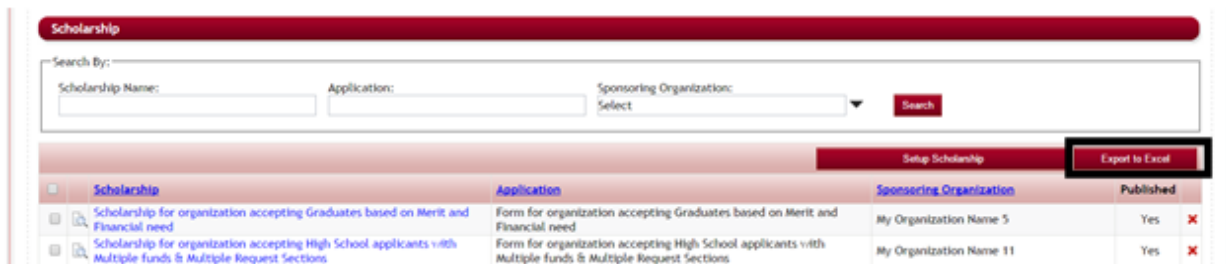 Scholarship
Search By:
Scholarship Name: Application: Sponsoring Organization:
Select Search
Setup Scholarship Export to Excel
Scholarship Application Sponsoring Organization Published
Scholarship for organization accepting Graduates based on Merit and Form for organization accepting Graduates based on Merit and My Organization Name 5 Yes
Financial need Financial need
Scholarship for organization accepting High School applicants with Form for organization accepting High School applicants with My Organization Name 11 Yes
Multiple funds & Multiple Request Sections Multiple funds & Multiple Request Sections